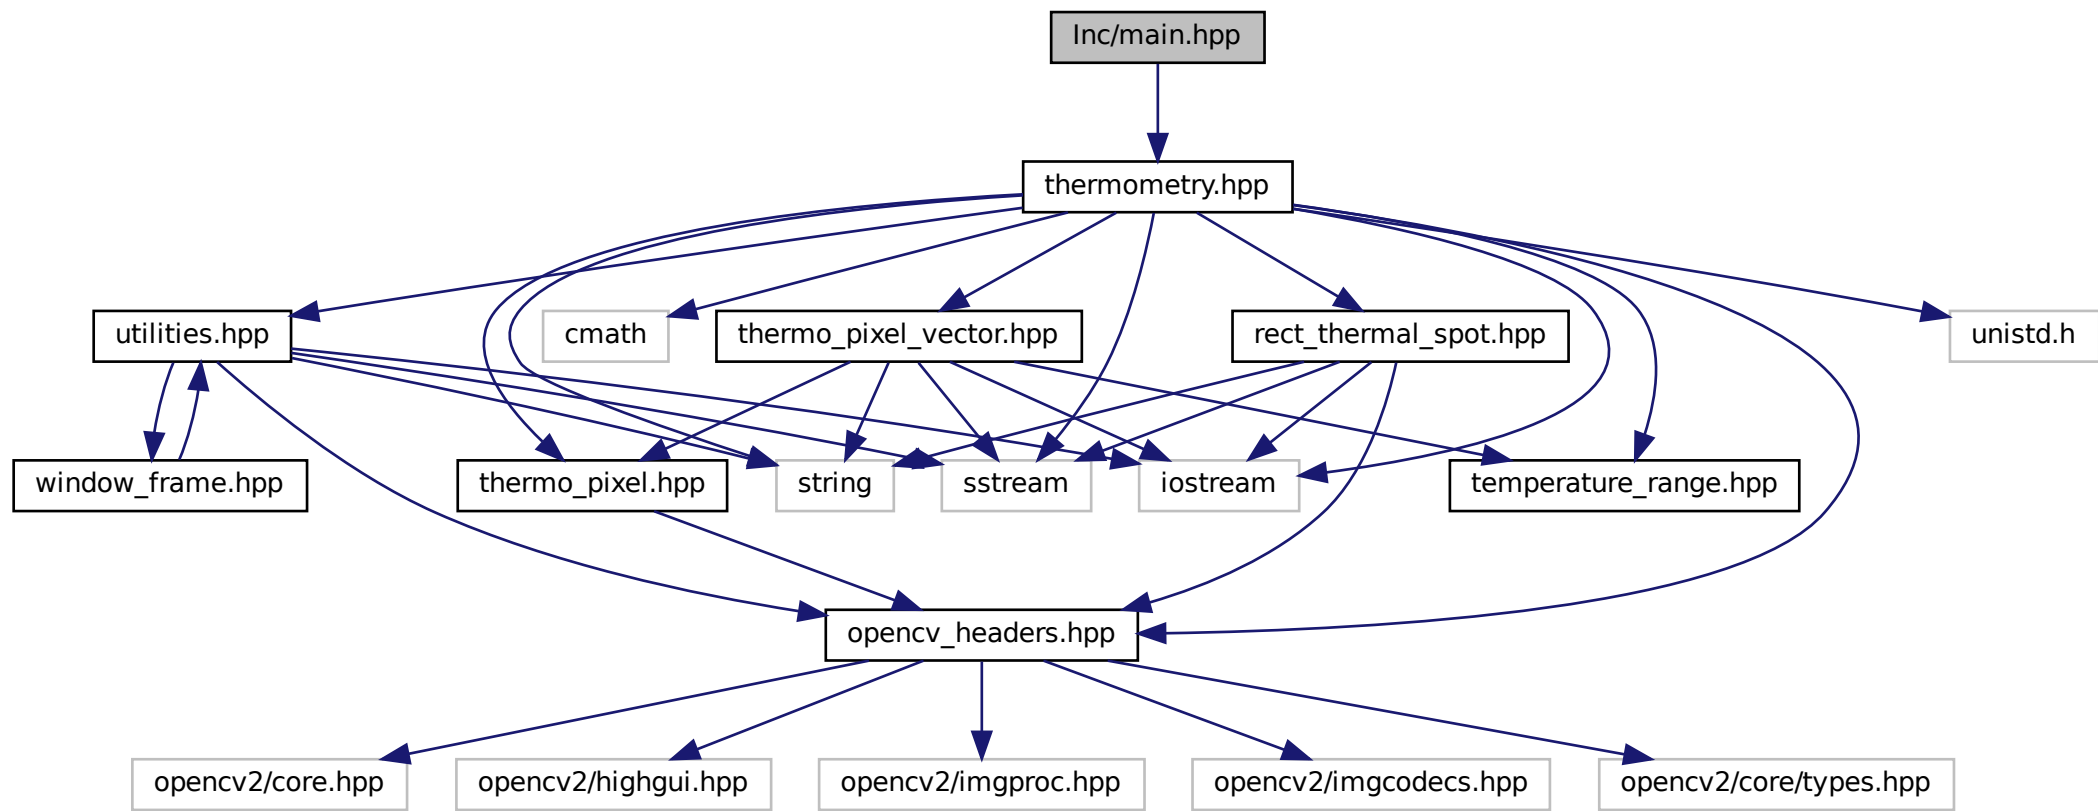 Inc/main.hpp
thermometry.hpp
utilities.hpp
cmath
thermo_pixel_vector.hpp
rect_thermal_spot.hpp
unistd.h
window_frame.hpp
thermo_pixel.hpp
string
sstream
iostream
temperature_range.hpp
opencv_headers.hpp
opencv2/core.hpp
opencv2/highgui.hpp
opencv2/imgproc.hpp
opencv2/imgcodecs.hpp
opencv2/core/types.hpp